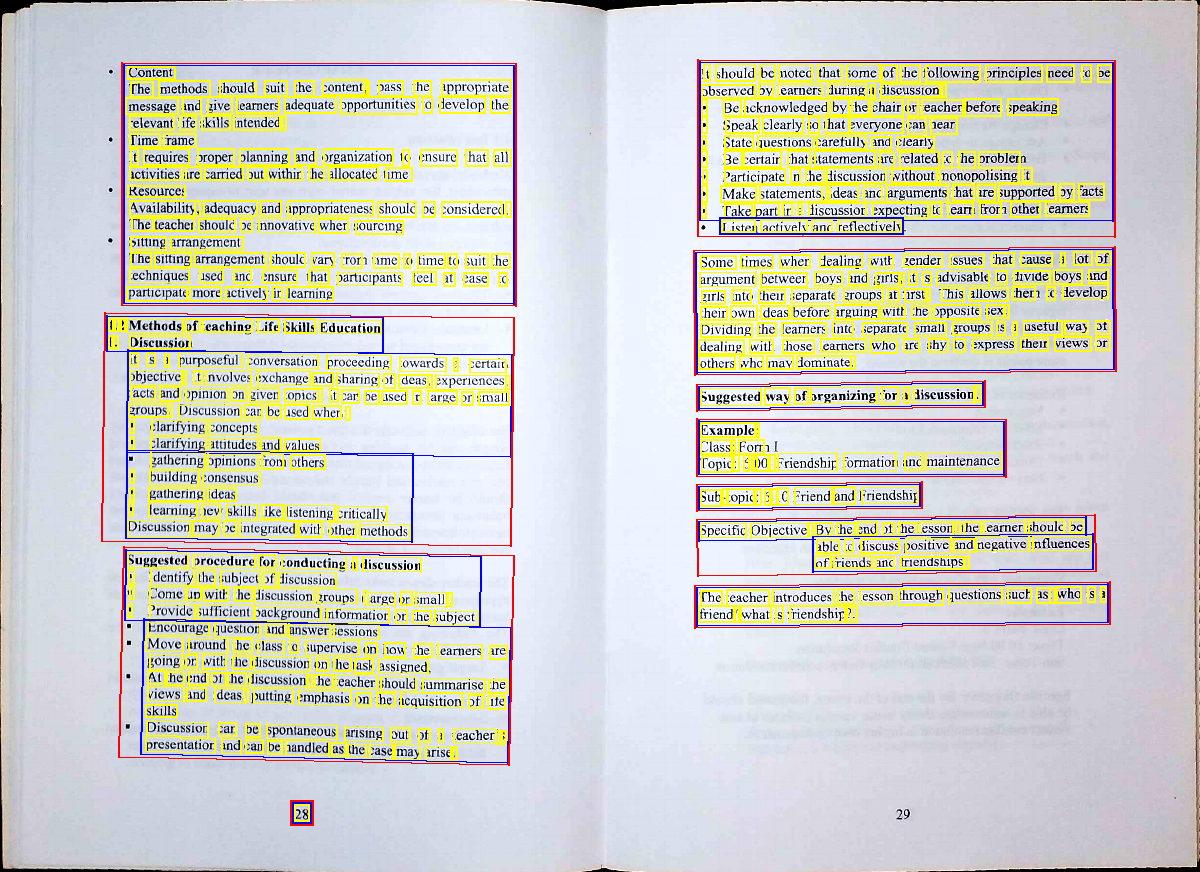 • Content
The methods should suit the content, pass the appropriate
message and give learners adequate opportunities to develop the
relevant life skills intended
• Time frame
It requires proper planning and organization to ensure that all
activities are carried out within the allocated time
• Resources
Availability, adequacy and appropriateness should be considered.
The teacher should be innovative when sourcing
• Sitting arrangement
The sitting arrangement should vary from time to time to suit the
techniques used and ensure that participants feel at ease to
participate more actively in learning
Methods of teaching Life Skills Education
1. Discussion
It is a purposeful conversation proceeding towards a certain
objective. It involves exchange and sharing of ideas, experiences,
facts and opinion on given topics. It can be used in large or small
groups. Discussion can be used when:
▪ clarifying concepts
▪ clarifying attitudes and values
▪ gathering opinions from others
▪ building consensus
▪ gathering ideas
▪ learning new skills like listening critically
Discussion may be integrated with other methods
Suggested procedure for conducting a discussion
▪ Identify the subject of discussion
▪ Come up with the discussion groups (large or small)
▪ Provide sufficient background information on the subject
▪ Encourage question and answer sessions
▪ Move around the class to supervise on how the learners are
going on with the discussion on the task assigned.
▪ At the end of the discussion the teacher should summarise the
views and ideas putting emphasis on the acquisition of life
skills
▪ Discussion can be spontaneous arising out of a teacher's
presentation and can be handled as the case may arise.
28
It should be noted that some of the following principles need to be
observed by learners during a discussion
• Be acknowledged by the chair or teacher before speaking
• Speak clearly so that everyone can hear
• State questions carefully and clearly
• Be certain that statements are related to the problem
• Participate in the discussion without monopolising it
• Make statements, ideas and arguments that are supported by facts
• Take part in a discussion expecting to learn from other learners
• Listen actively and reflectively.
Some times when dealing with gender issues that cause a lot of
argument between boys and girls, it is advisable to divide boys and
girls into their separate groups at first. This allows them to develop
their own ideas before arguing with the opposite sex.
Dividing the learners into separate small groups is a useful way of
dealing with those learners who are shy to express their views or
others who may dominate.
Suggested way of organizing for a discussion.
Example:
Class: Form I
Topic: 5.00 Friendship formation and maintenance
Sub-topic: 5.1.0 Friend and Friendship
Specific Objective: By the end of the lesson, the learner should be
able to discuss positive and negative influences
of friends and friendships
The teacher introduces the lesson through questions such as: who is a
friend? what is friendship?.
29